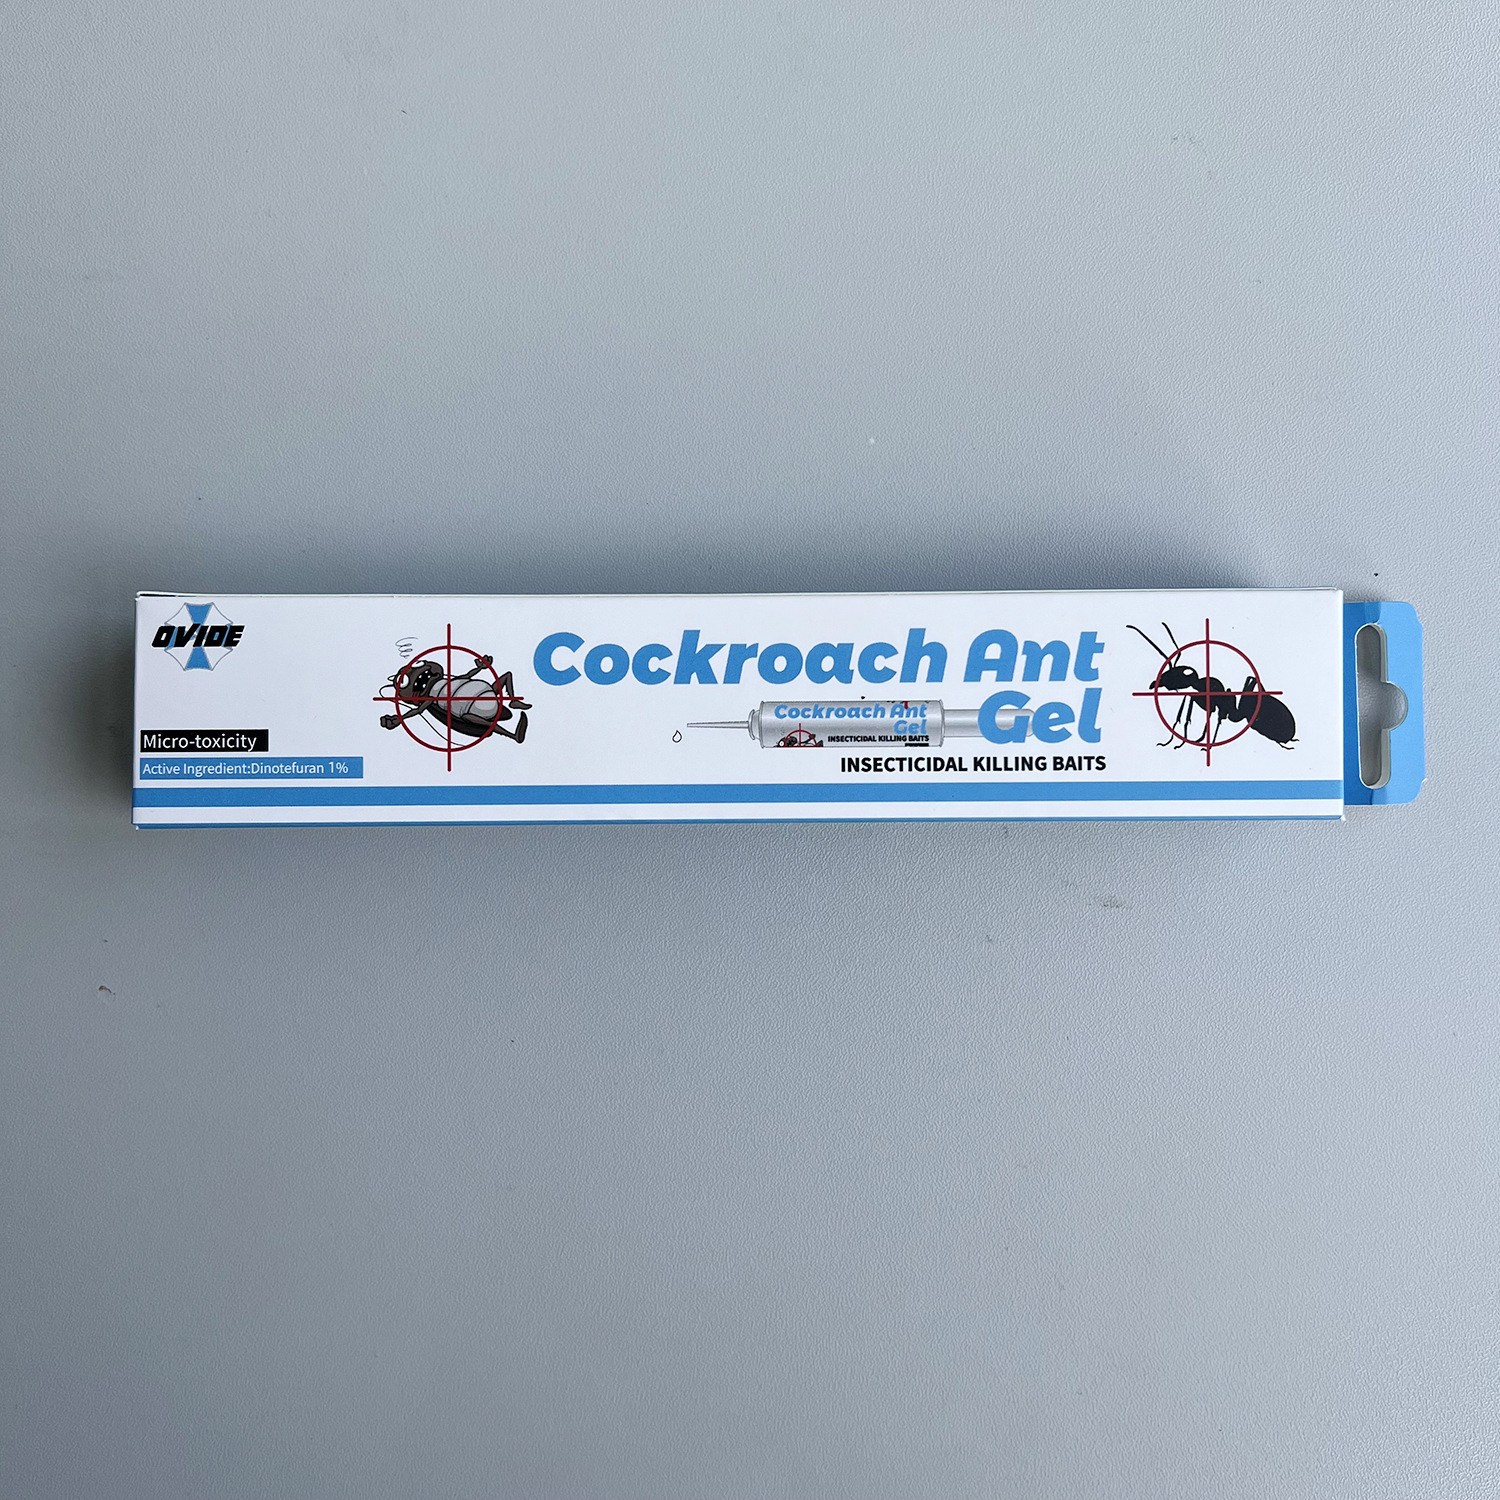 OVIDE
Micro-toxicity
Active Ingredient:Dinotefuran 1%
Cockroach Ant
Gel
Cockroach Ant
Gel
INSECTICIDAL KILLING BAITS
INSECTICIDAL KILLING BAITS